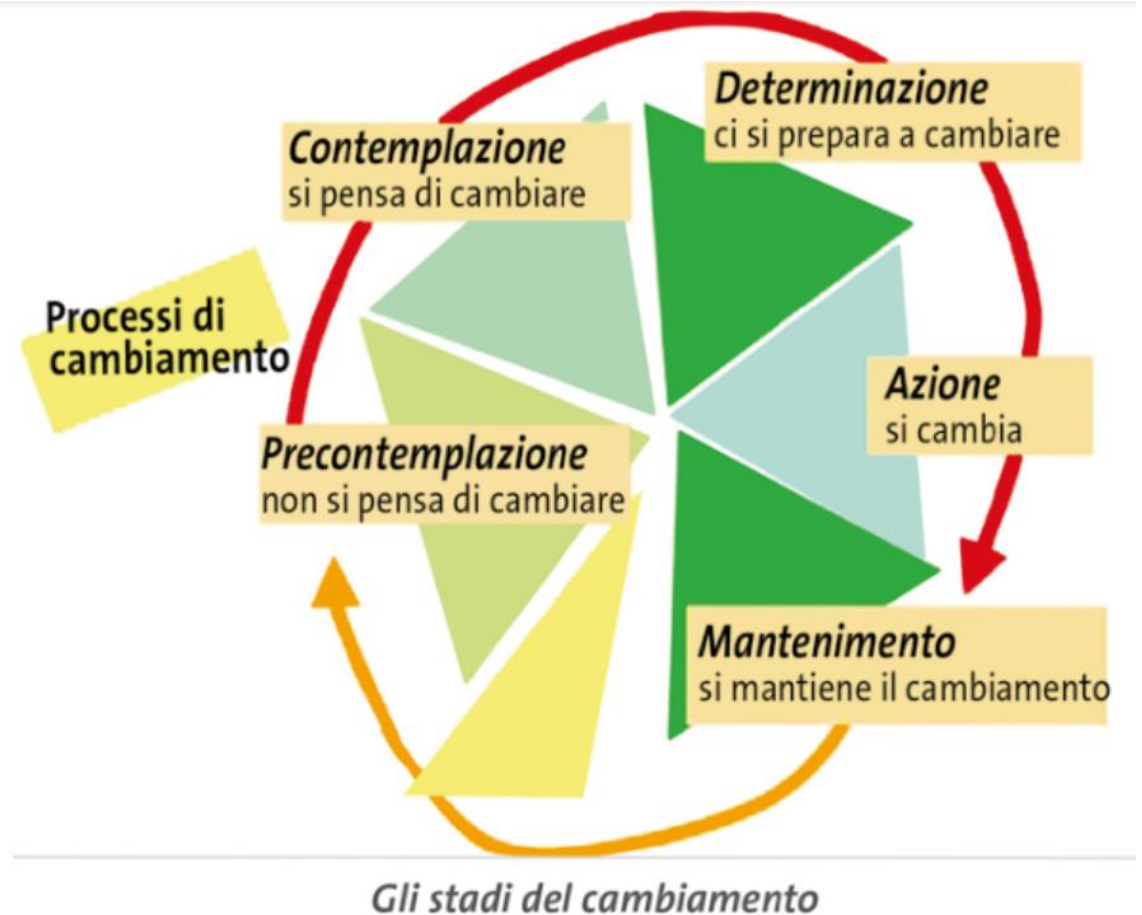 Determinazione
ci si prepara a cambiare
Contemplazione
si pensa di cambiare
Processi di
cambiamento
Azione
si cambia
Precontemplazione
non si pensa di cambiare
Mantenimento
si mantiene il cambiamento
Gli stadi del cambiamento